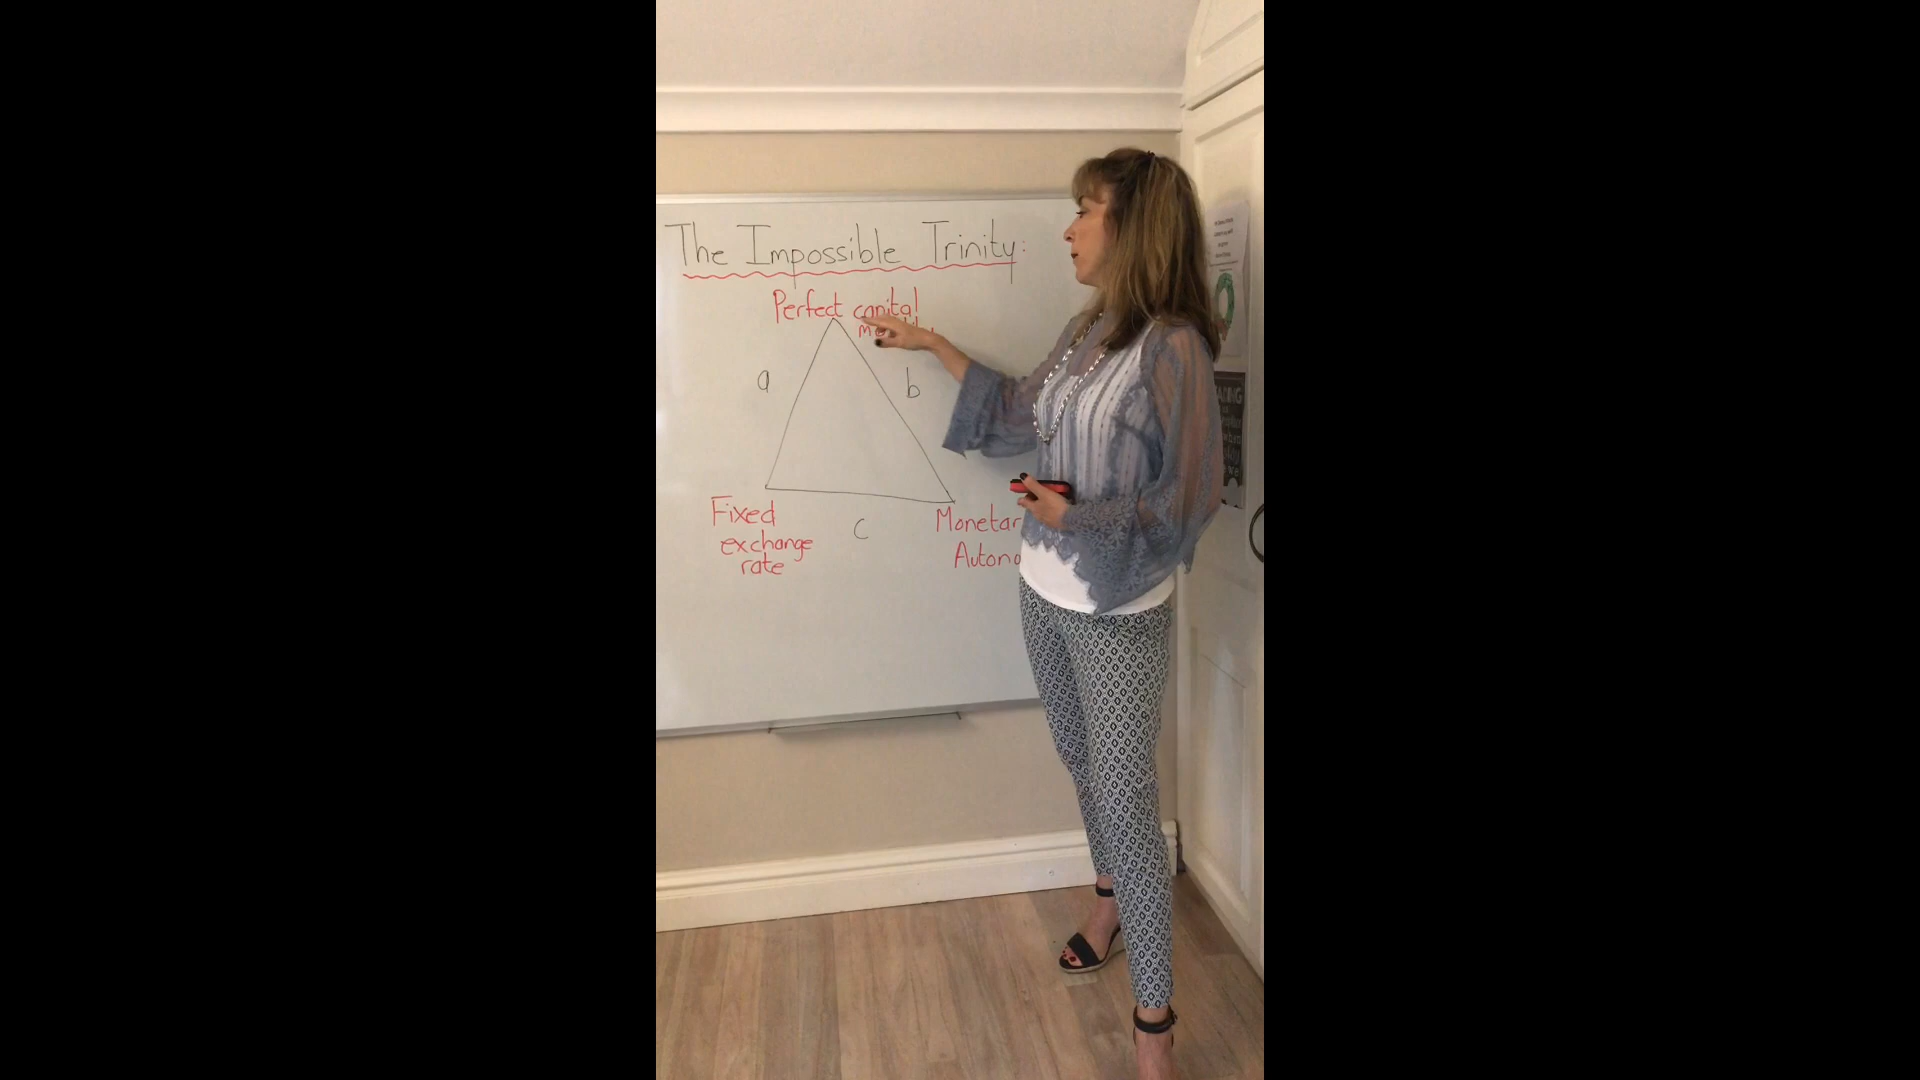 The Impossible Trinity:
Perfect capital
a
b
Fixed
exchange
rate
c
Monetar
Autono